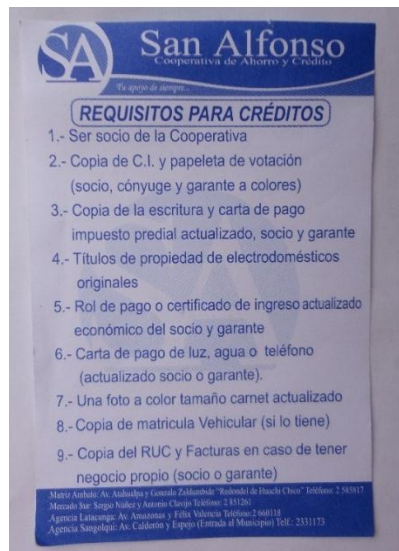 SA
San Alfonso
Cooperativa de Ahorro y Crédito
Tu apoyo de siempre...
REQUISITOS PARA CRÉDITOS
1.- Ser socio de la Cooperativa
2.- Copia de C.I. y papeleta de votación
(socio, cónyuge y garante a colores)
3.- Copia de la escritura y carta de pago
impuesto predial actualizado, socio y garante
4.- Títulos de propiedad de electrodomésticos
originales
5.- Rol de pago o certificado de ingreso actualizado
económico del socio y garante
6.- Carta de pago de luz, agua o teléfono
(actualizado socio o garante).
7.- Una foto a color tamaño carnet actualizado
8.- Copia de matricula Vehicular (si lo tiene)
9.- Copia del RUC y Facturas en caso de tener
negocio propio (socio o garante)
Matriz Ambato: Av. Atahualpa y Gonzalo Zaldumbide "Redondel de Huachi Chico" Teléfono: 2 585817
Mercado Sur: Sergio Núñez y Antonio Clavijo Teléfono: 2 851261
Agencia Latacunga: Av. Amazonas y Félix Valencia Teléfono:2 660118
Agencia Sangolquí: Av. Calderón y Espejo (Entrada al Municipio) Telf.: 2331173